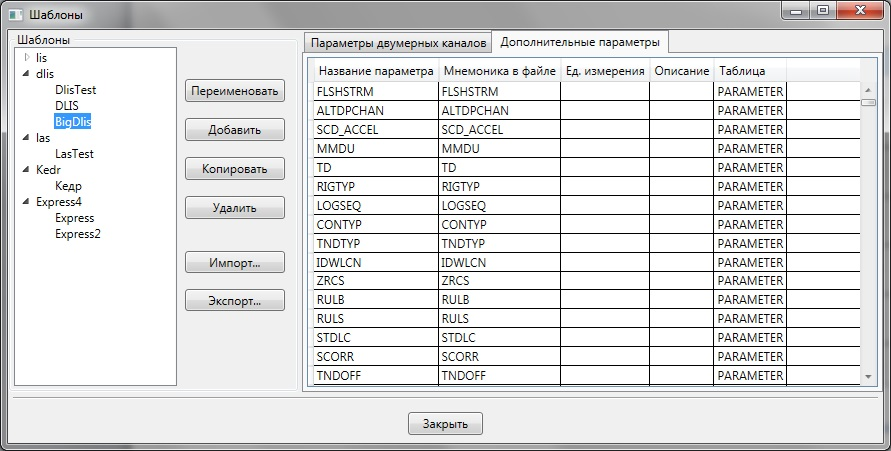 Шаблоны
Шаблоны
lis
dlis
DlisTest
DLIS
BigDlis
las
LasTest
Kedr
Кедр
Express4
Express
Express2
Переименовать
Добавить
Копировать
Удалить
Импорт...
Экспорт...
Параметры двумерных каналов Дополнительные параметры
Название параметра Мнемоника в файле Ед. измерения Описание Таблица
FLSHSTRM FLSHSTRM PARAMETER
ALTDPCHAN ALTDPCHAN PARAMETER
SCD_ACCEL SCD_ACCEL PARAMETER
MMDU MMDU PARAMETER
TD TD PARAMETER
RIGTYP RIGTYP PARAMETER
LOGSEQ LOGSEQ PARAMETER
CONTYP CONTYP PARAMETER
TNDTYP TNDTYP PARAMETER
IDWLCN IDWLCN PARAMETER
ZRCS ZRCS PARAMETER
RULB RULB PARAMETER
RULS RULS PARAMETER
STDLC STDLC PARAMETER
SCORR SCORR PARAMETER
TNDOFF TNDOFF PARAMETER
Закрыть